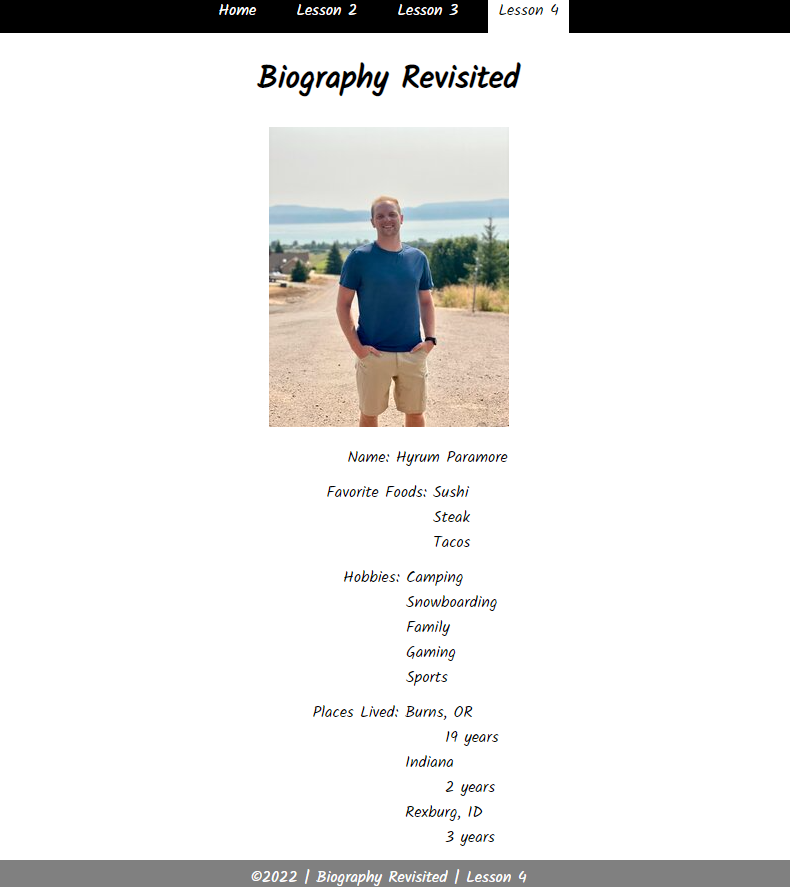 Home Lesson 2 Lesson 3 Lesson 4
Biography Revisited
Name: Hyrum Paramore
Favorite Foods: Sushi
Steak
Tacos
Hobbies: Camping
Snowboarding
Family
Gaming
Sports
Places Lived: Burns, OR
19 years
Indiana
2 years
Rexburg, ID
3 years
©2022 | Biography Revisited | Lesson 4